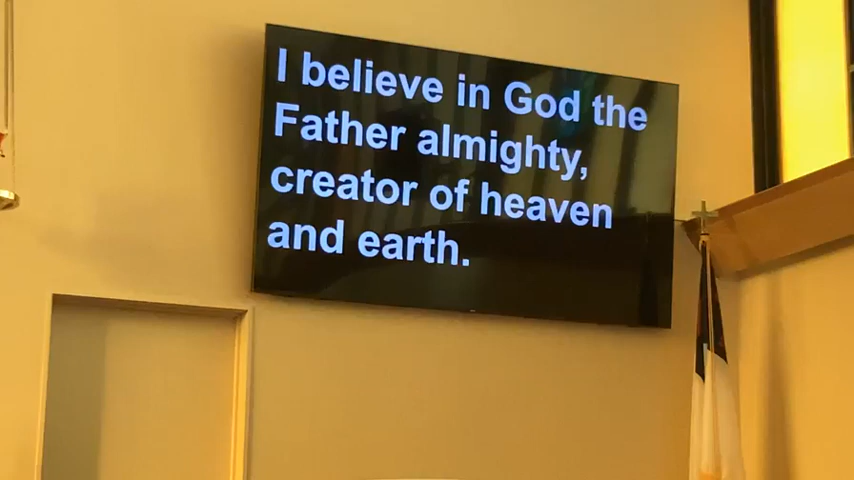 I believe in God the
Father almighty,
creator of heaven
and earth.